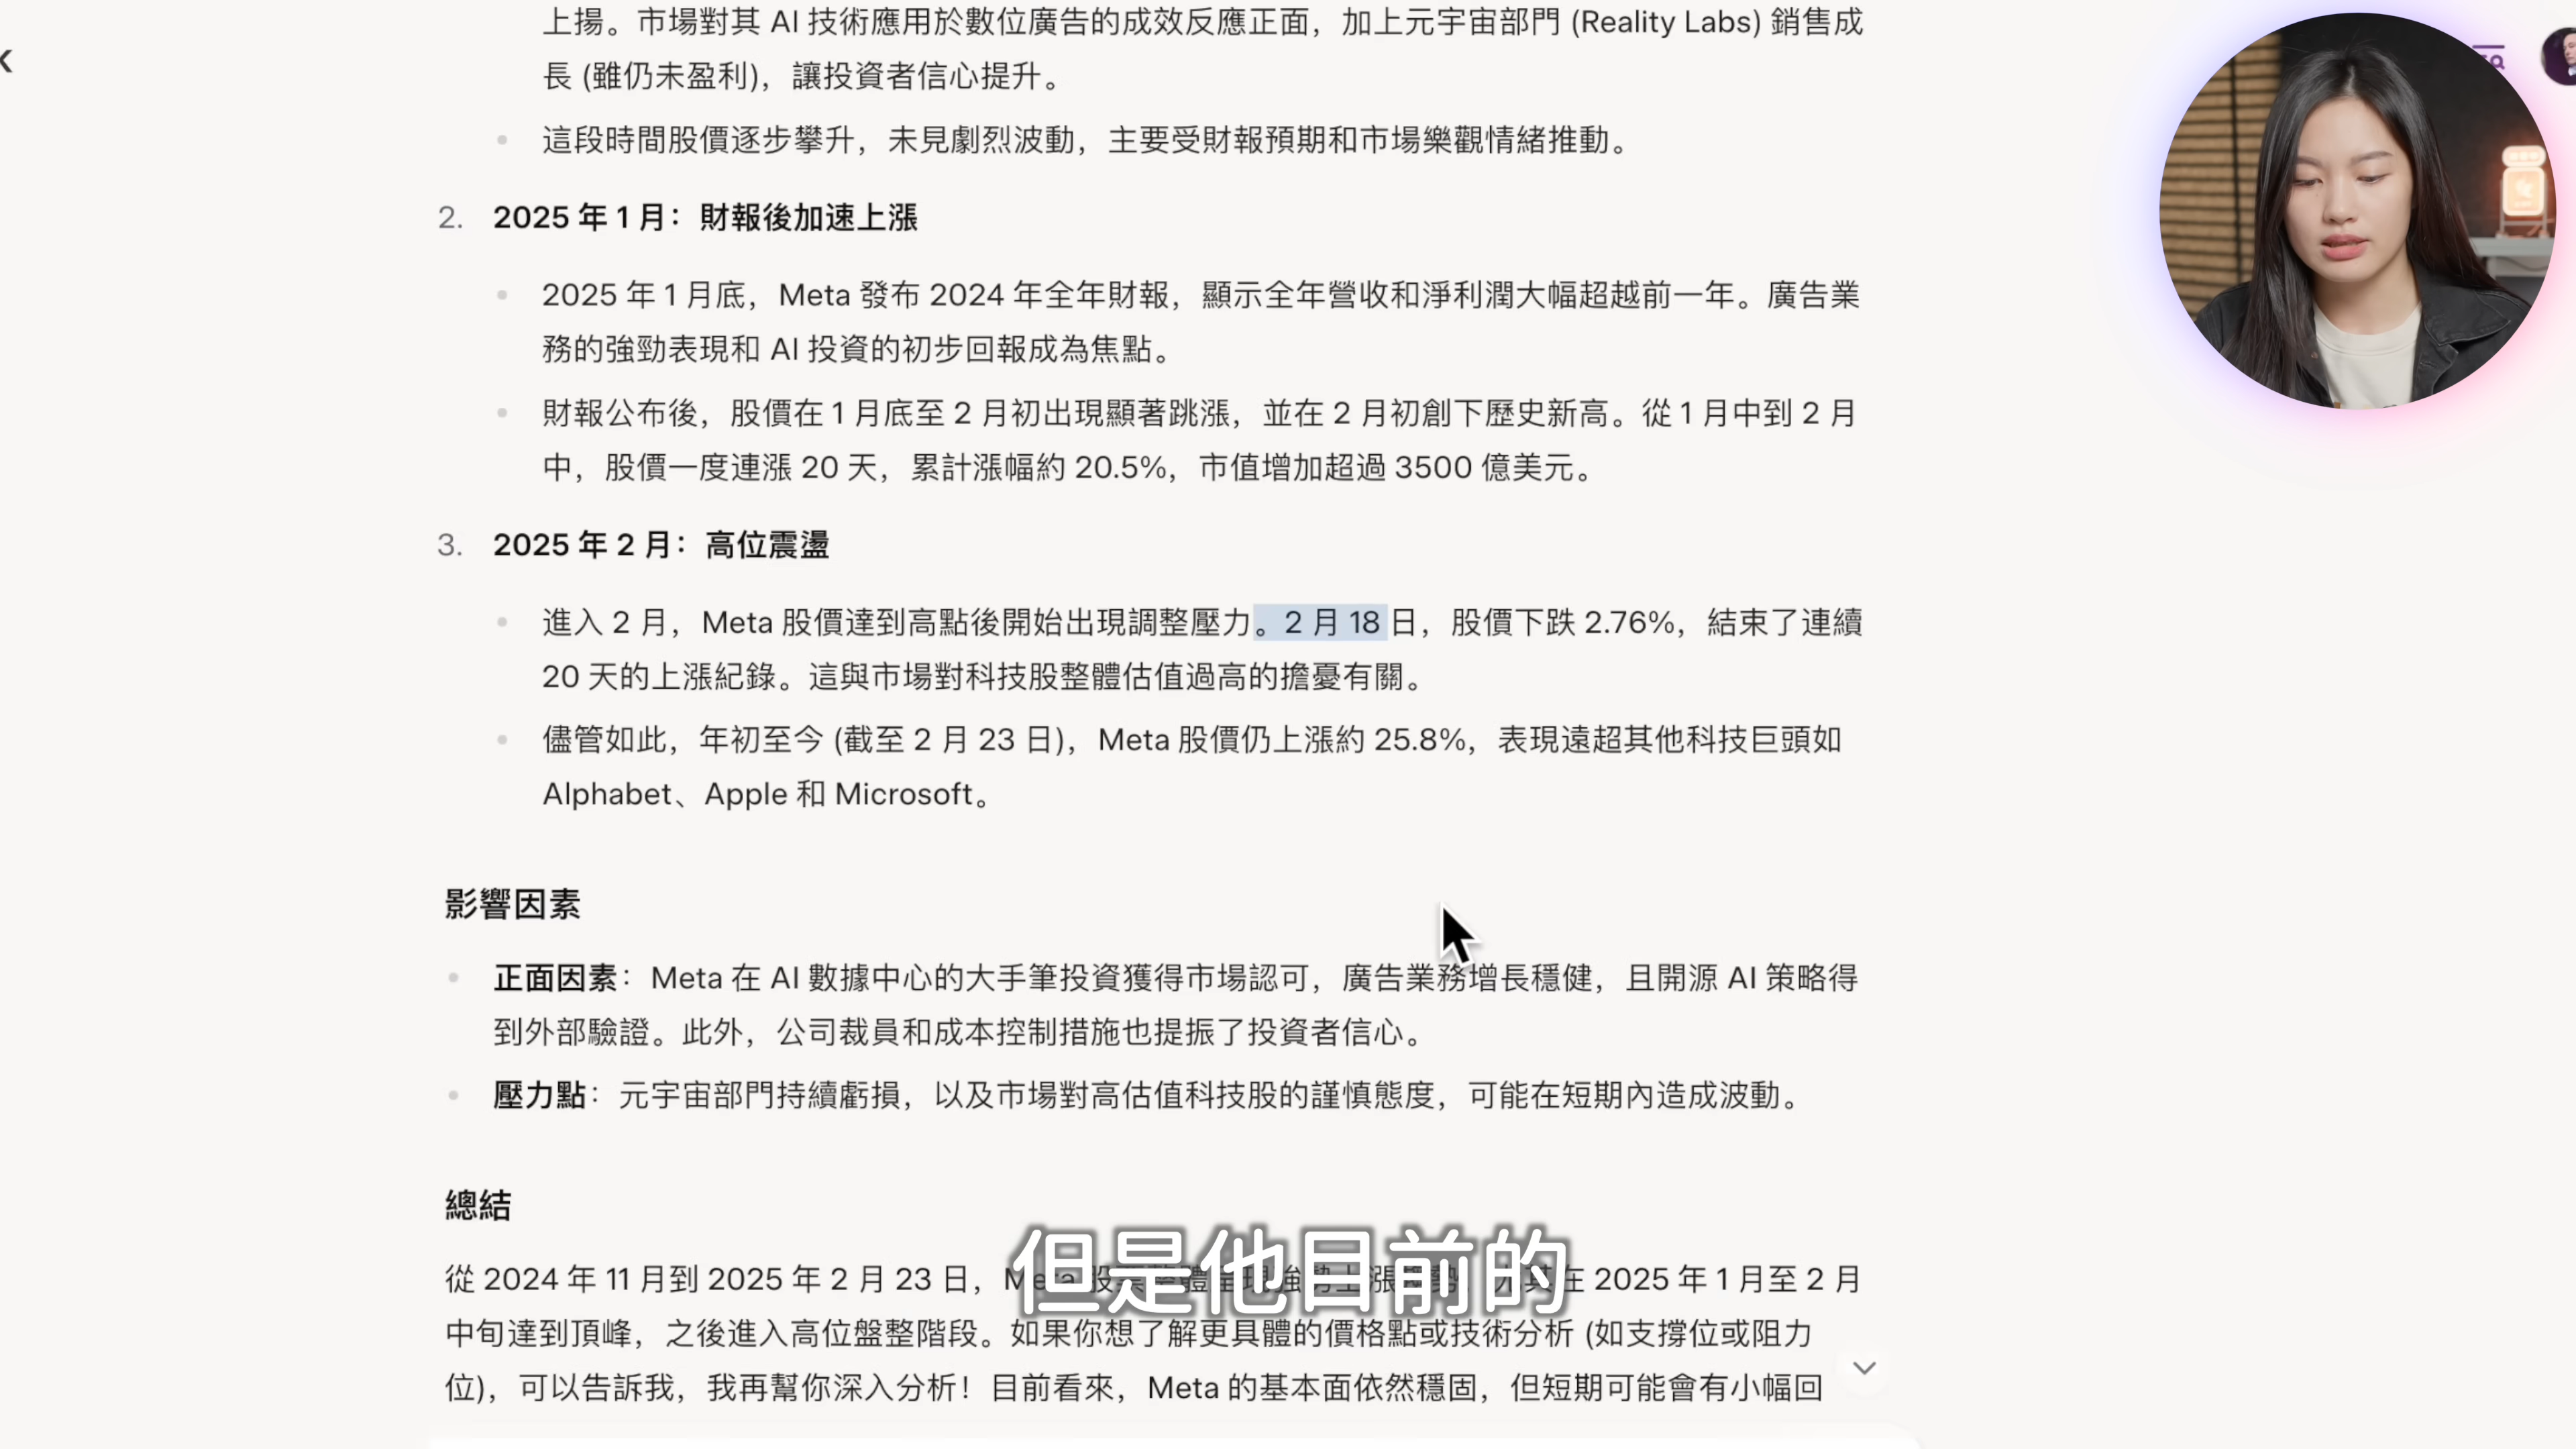 上揚。市場對其 AI 技術應用於數位廣告的成效反應正面，加上元宇宙部門 (Reality Labs) 銷售成
長 (雖仍未盈利)，讓投資者信心提升。
這段時間股價逐步攀升，未見劇烈波動，主要受財報預期和市場樂觀情緒推動。
2. 2025 年 1 月：財報後加速上漲
2025 年 1 月底，Meta 發布 2024 年全年財報，顯示全年營收和淨利潤大幅超越前一年。廣告業
務的強勁表現和 AI 投資的初步回報成為焦點。
財報公布後，股價在 1 月底至 2 月初出現顯著跳漲，並在 2 月初創下歷史新高。從 1 月中到 2 月
中，股價一度連漲 20 天，累計漲幅約 20.5%，市值增加超過 3500 億美元。
3. 2025 年 2 月：高位震盪
進入 2 月，Meta 股價達到高點後開始出現調整壓力。2 月 18 日，股價下跌 2.76%，結束了連續
20 天的上漲紀錄。這與市場對科技股整體估值過高的擔憂有關。
儘管如此，年初至今 (截至 2 月 23 日)，Meta 股價仍上漲約 25.8%，表現遠超其他科技巨頭如
Alphabet、Apple 和 Microsoft。
影響因素
正面因素：Meta 在 AI 數據中心的大手筆投資獲得市場認可，廣告業務增長穩健，且開源 AI 策略得
到外部驗證。此外，公司裁員和成本控制措施也提振了投資者信心。
壓力點：元宇宙部門持續虧損，以及市場對高估值科技股的謹慎態度，可能在短期內造成波動。
總結
但是他目前的
從 2024 年 11 月到 2025 年 2 月 23 日，Meta 股 整體 強 上漲 在 2025 年 1 月至 2 月
中旬達到頂峰，之後進入高位盤整階段。如果你想了解更具體的價格點或技術分析 (如支撐位或阻力
位)，可以告訴我，我再幫你深入分析！目前看來，Meta 的基本面依然穩固，但短期可能會有小幅回